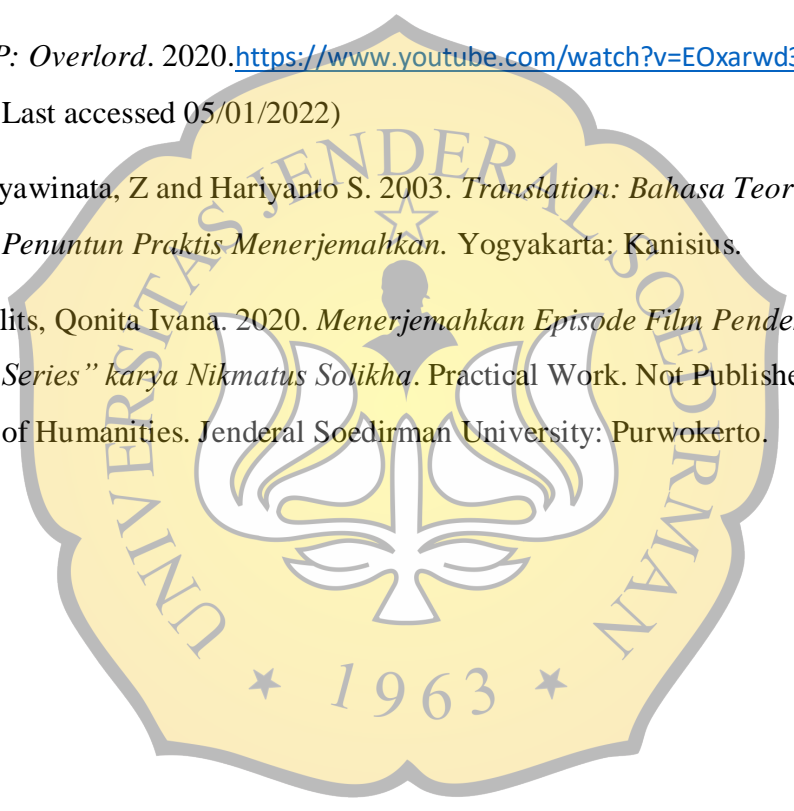 P: Overlord. 2020.https://www.youtube.com/watch?v=EOxarwd3
Last accessed 05/01/2022)
yawinata, Z and Hariyanto S. 2003. Translation: Bahasa Teor
Penuntun Praktis Menerjemahkan. Yogyakarta: Kanisius.
lits, Qonita Ivana. 2020. Menerjemahkan Episode Film Pende
Series” karya Nikmatus Solikha. Practical Work. Not Publishe
of Humanities. Jenderal Soedirman University: Purwokerto.
UNIVERSITAS JENDERAL SOEDIRMAN
1963